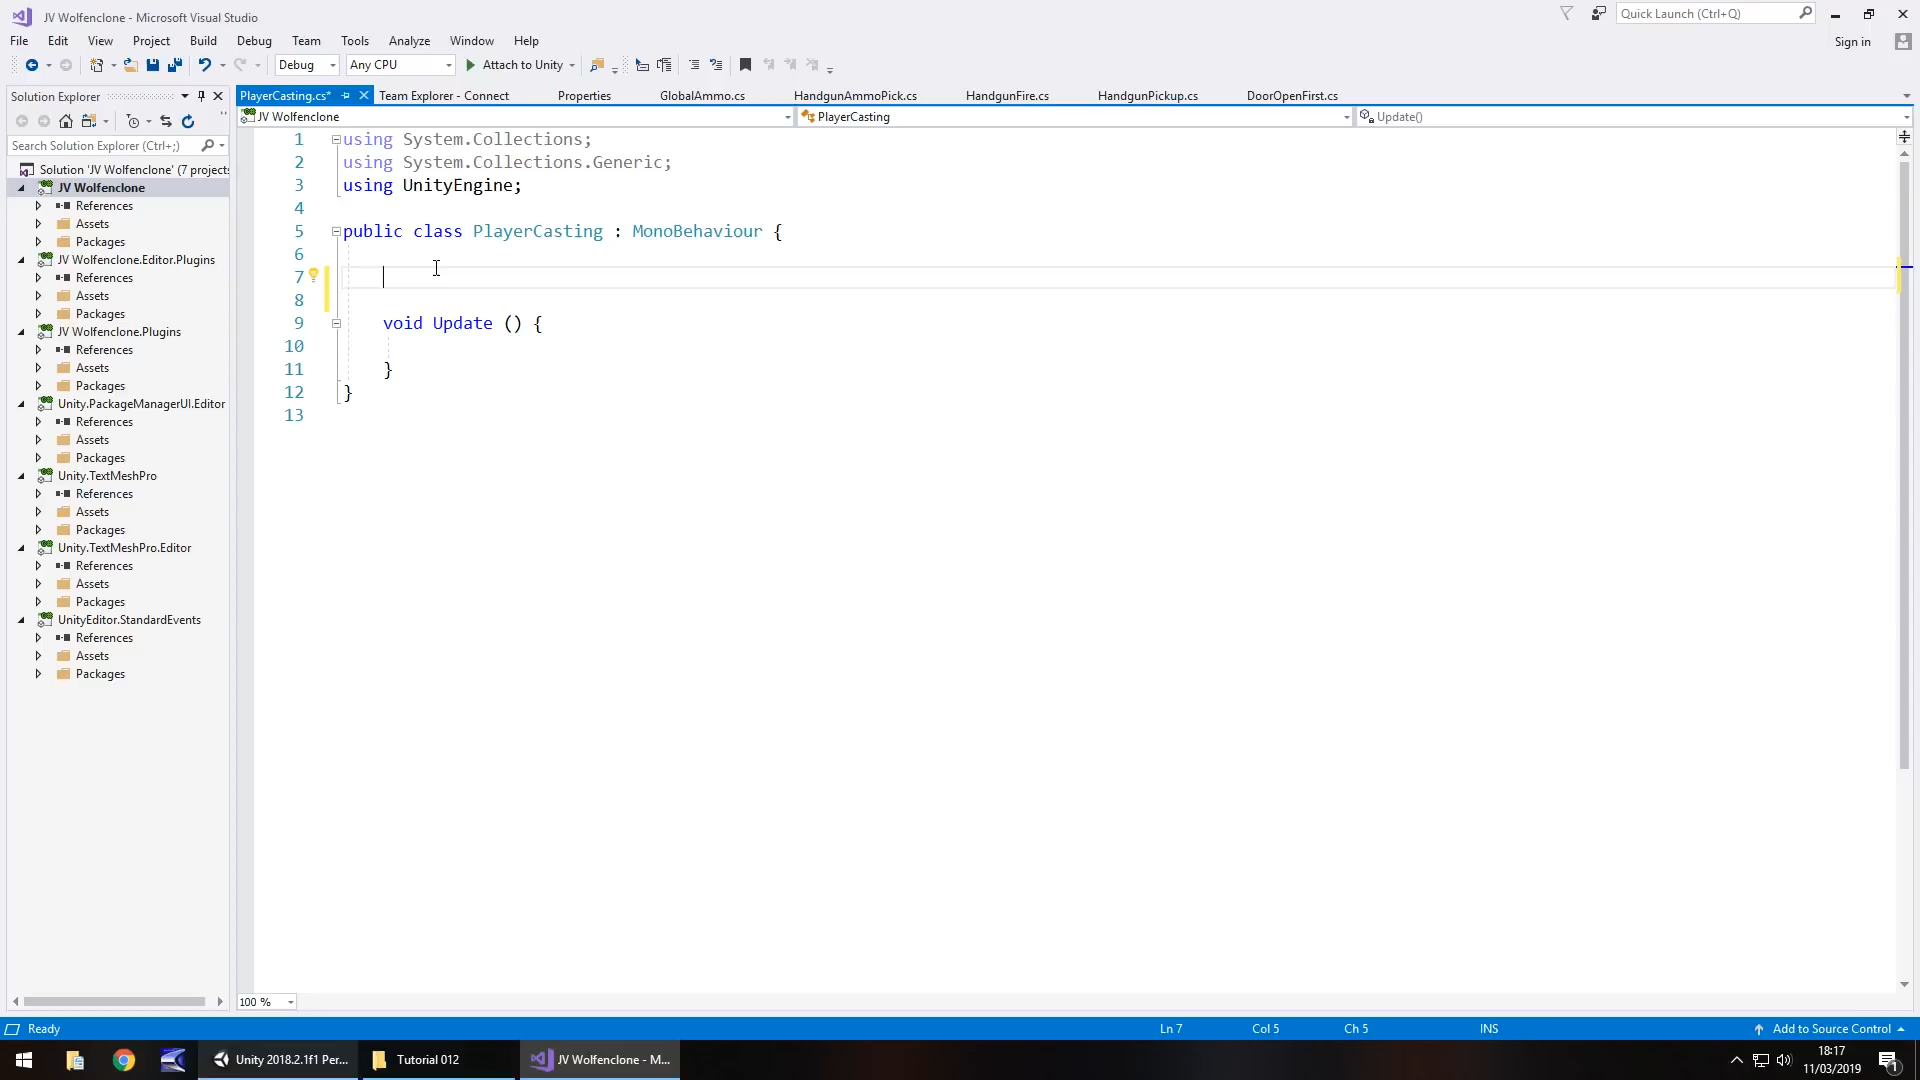 JV Wolfenclone - Microsoft Visual Studio
Quick Launch (Ctrl+Q)
File Edit View Project Build Debug Team Tools Analyze Window Help
Sign in
Debug Any CPU Attach to Unity
Solution Explorer
PlayerCasting.cs* Team Explorer - Connect Properties GlobalAmmo.cs HandgunAmmoPick.cs HandgunFire.cs HandgunPickup.cs DoorOpenFirst.cs
JV Wolfenclone PlayerCasting Update()
Search Solution Explorer (Ctrl+;)
Solution 'JV Wolfenclone' (7 projects
JV Wolfenclone
References
Assets
Packages
JV Wolfenclone.Editor.Plugins
References
Assets
Packages
JV Wolfenclone.Plugins
References
Assets
Packages
Unity.PackageManagerUI.Editor
References
Assets
Packages
Unity.TextMeshPro
References
Assets
Packages
Unity.TextMeshPro.Editor
References
Assets
Packages
UnityEditor.StandardEvents
References
Assets
Packages
1 using System.Collections;
2 using System.Collections.Generic;
3 using UnityEngine;
4
5 public class PlayerCasting : MonoBehaviour {
6
7
8
9 void Update () {
10
11 }
12 }
13
100 %
Ready Ln 7 Col 5 Ch 5 INS Add to Source Control
Unity 2018.2.1f1 Per... Tutorial 012 JV Wolfenclone - M...
18:17
11/03/2019
1